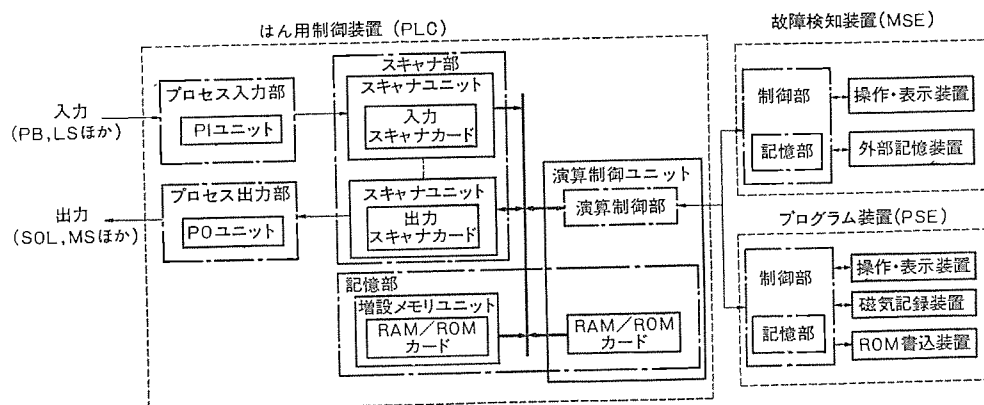 はん用制御装置 (PLC)
スキャナ部
スキャナユニット
入力
スキャナカード
プロセス入力部
PIユニット
入力
(PB,LSほか)
プロセス出力部
POユニット
出力
(SOL,MSほか)
スキャナユニット
出力
スキャナカード
演算制御ユニット
演算制御部
記憶部
増設メモリユニット
RAM/ROM
カード
RAM/ROM
カード
故障検知装置(MSE)
制御部
記憶部
操作・表示装置
外部記憶装置
プログラム装置(PSE)
制御部
記憶部
操作・表示装置
磁気記録装置
ROM書込装置